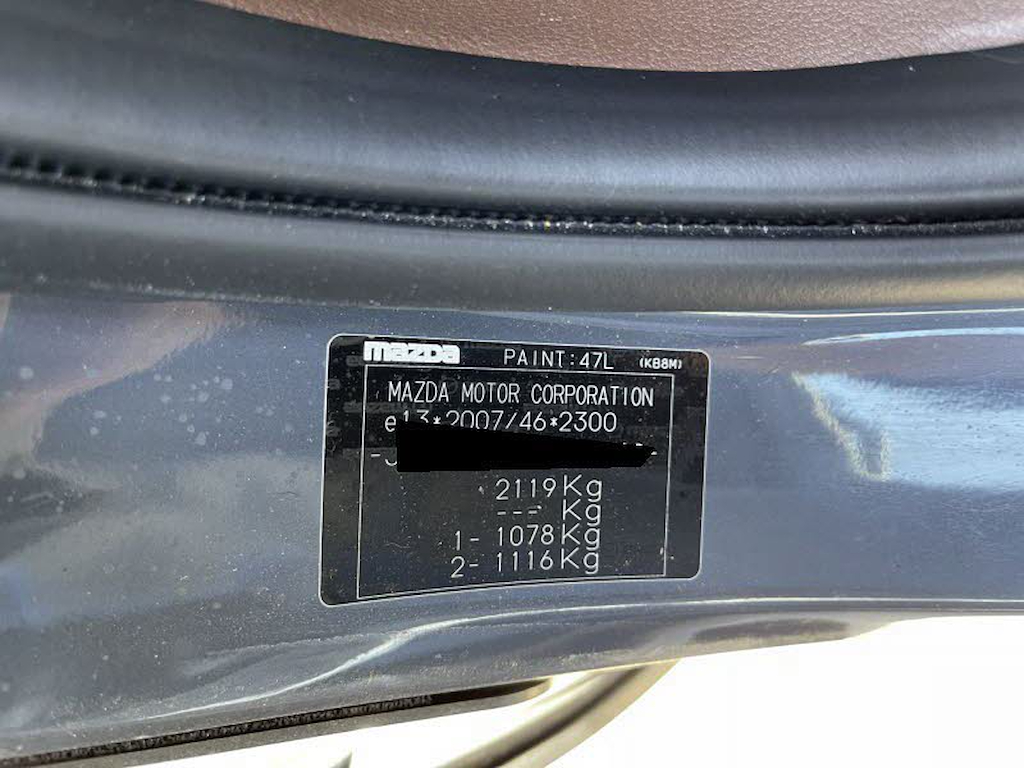 mazda PAINT:47L (KB8M)
MAZDA MOTOR CORPORATION
e13*2007/46*2300
2119Kg
--- Kg
1- 1078Kg
2- 1116Kg